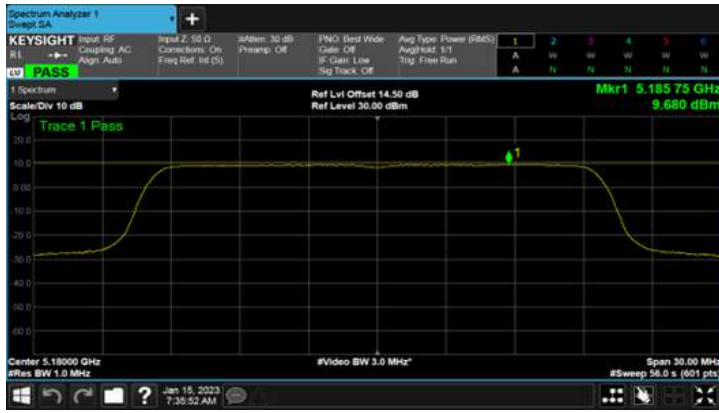 Spectrum Analyzer 1
Swept SA
+
KEYSIGHT
RL
LXI PASS
Input: RF
Coupling: AC
Align: Auto
Input Z: 50 Ω
Corrections: On
Freq Ref: Int (S)
#Atten: 30 dB
Preamp: Off
PNO: Best Wide
Gate: Off
IF Gain: Low
Sig Track: Off
Avg Type: Power (RMS)
Avg|Hold: 1/1
Trig: Free Run
1 2 3 4 5 6
A W W W W W
A N N N N N
1 Spectrum
Scale/Div 10 dB
Ref Lvl Offset 14.50 dB
Ref Level 30.00 dBm
Mkr1 5.185 75 GHz
9.680 dBm
Log
Trace 1 Pass
20.0
10.0
1
0.00
-10.0
-20.0
-30.0
-40.0
-50.0
-60.0
Center 5.18000 GHz
#Res BW 1.0 MHz
#Video BW 3.0 MHz*
Span 30.00 MHz
#Sweep 56.0 s (601 pts)
?
Jan 15, 2023
7:35:52 AM